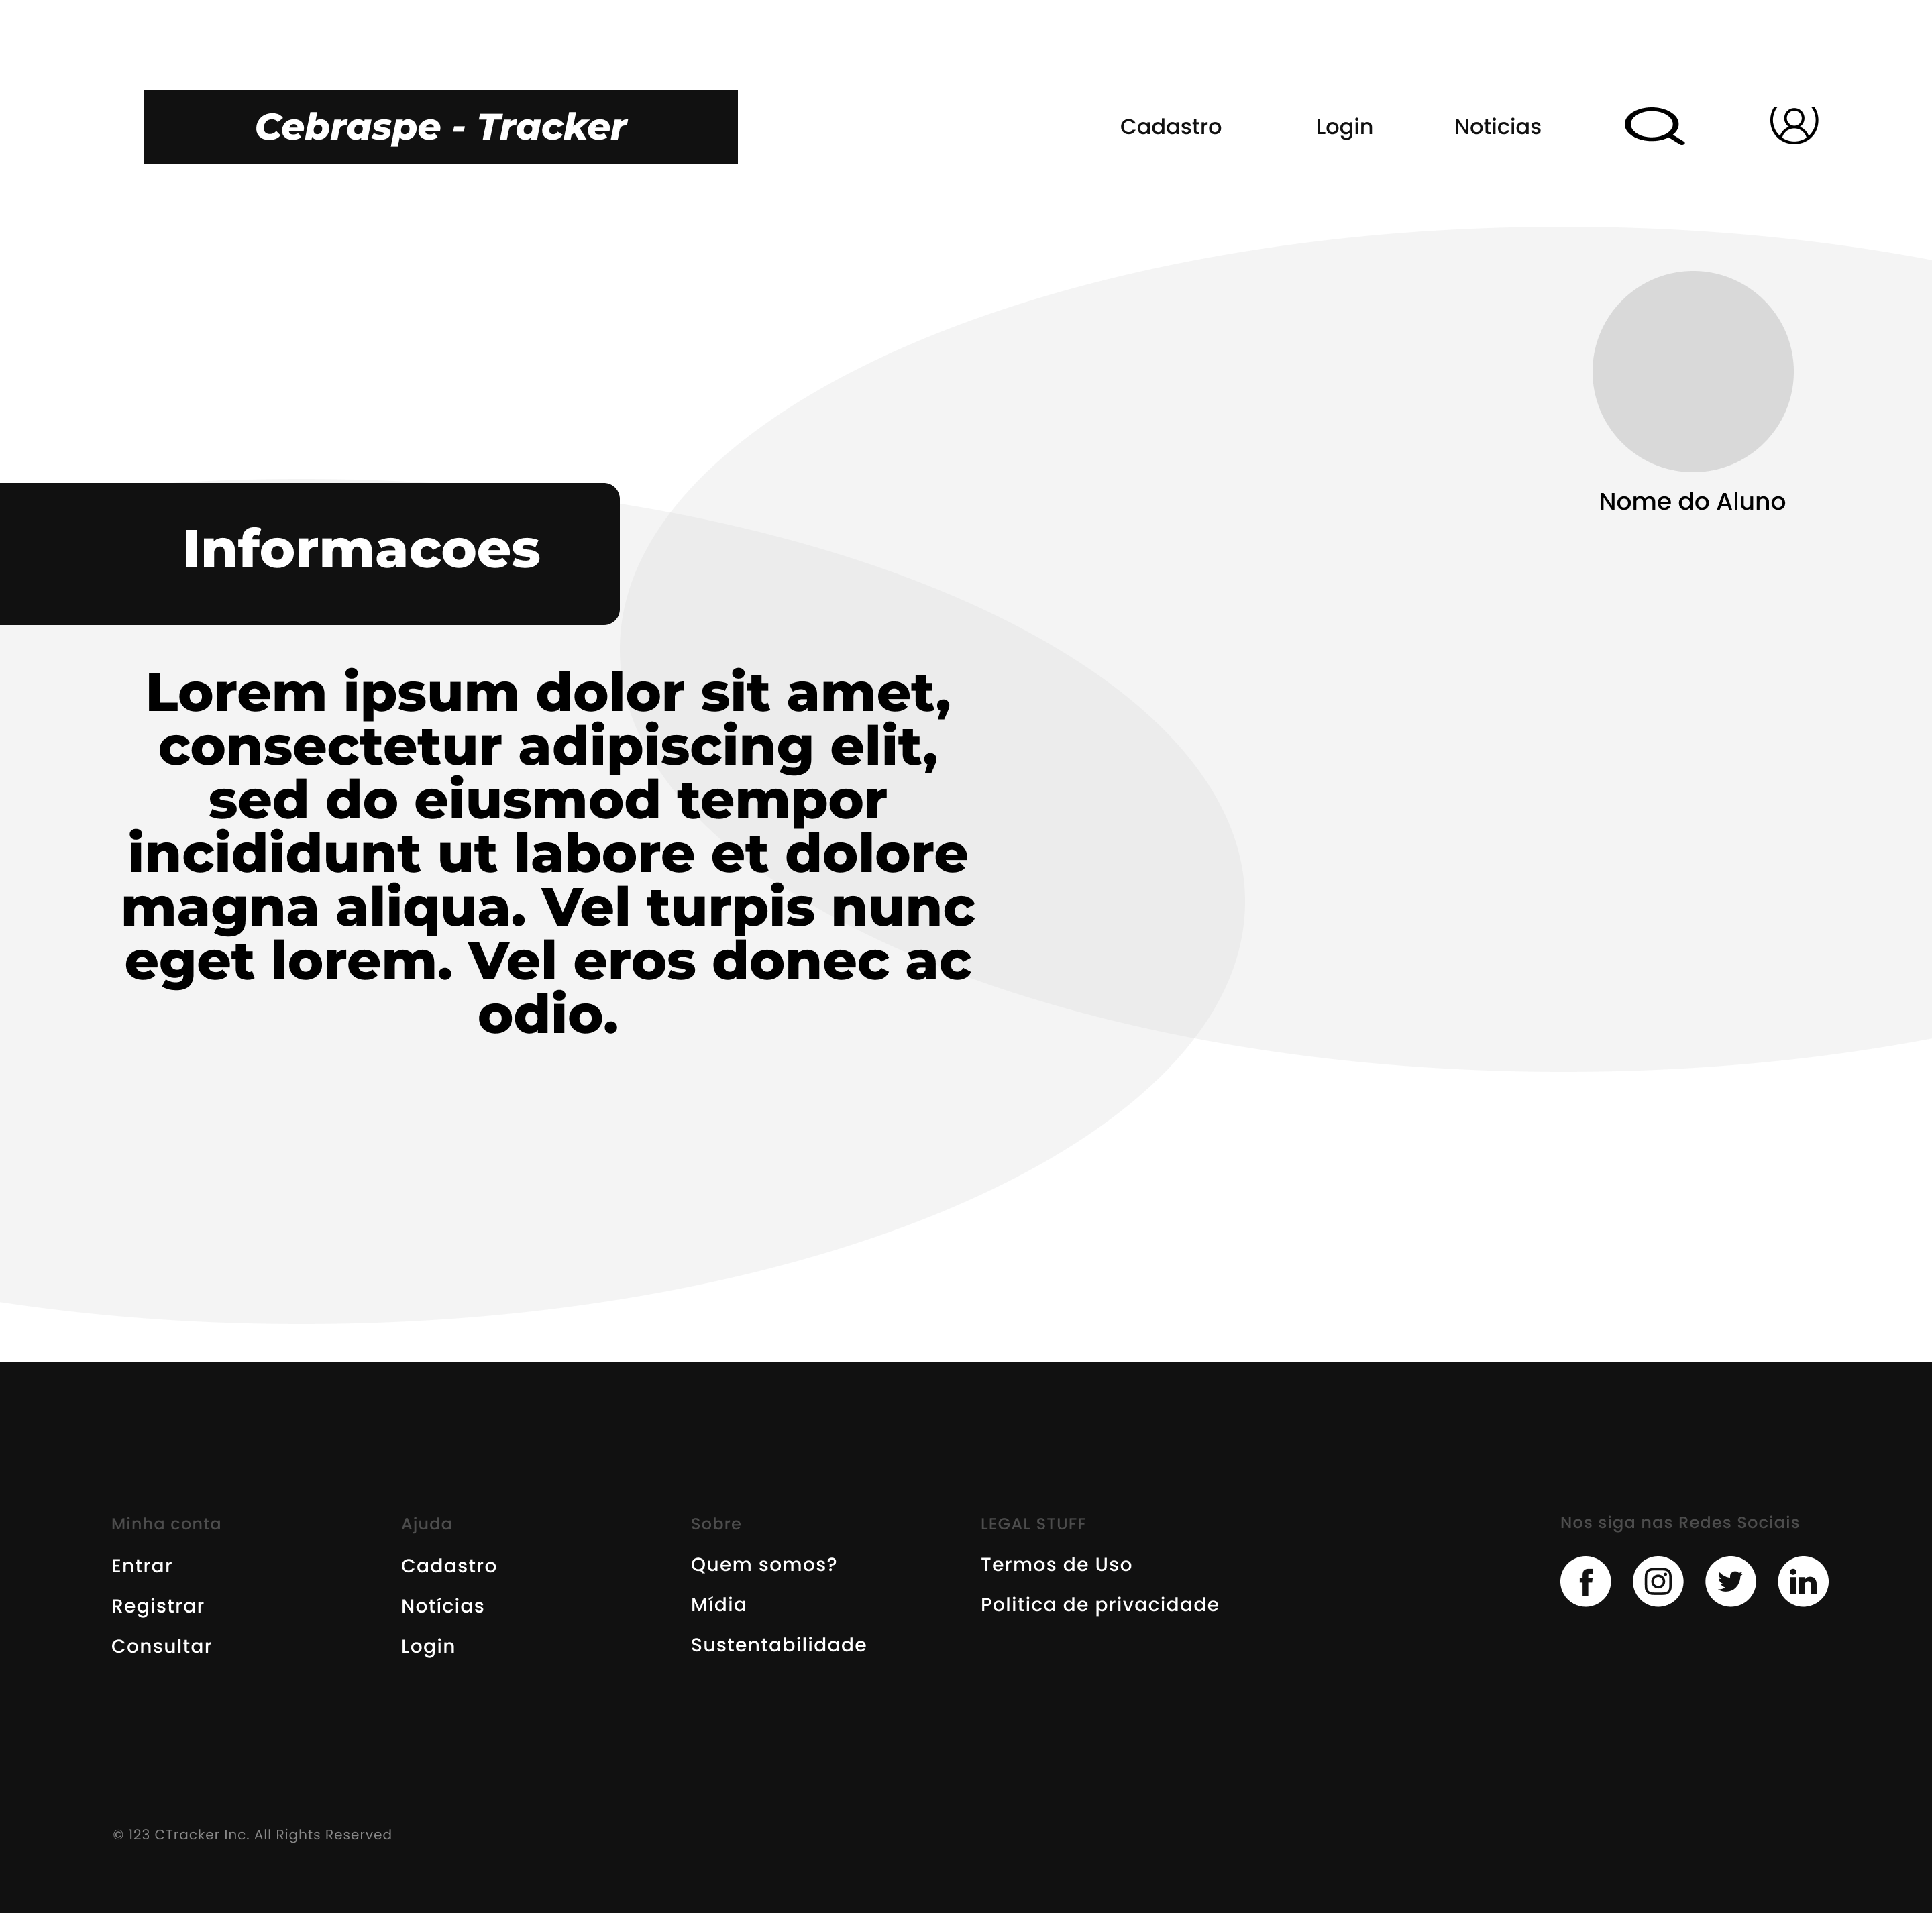 Cebraspe - Tracker
Cadastro
Login
Noticias
Nome do Aluno
Informacoes
Lorem ipsum dolor sit amet,
consectetur adipiscing elit,
sed do eiusmod tempor
incididunt ut labore et dolore
magna aliqua. Vel turpis nunc
eget lorem. Vel eros donec ac
odio.
Minha conta
Entrar
Registrar
Consultar
Ajuda
Cadastro
Notícias
Login
Sobre
Quem somos?
Mídia
Sustentabilidade
LEGAL STUFF
Termos de Uso
Politica de privacidade
Nos siga nas Redes Sociais
© 123 CTracker Inc. All Rights Reserved